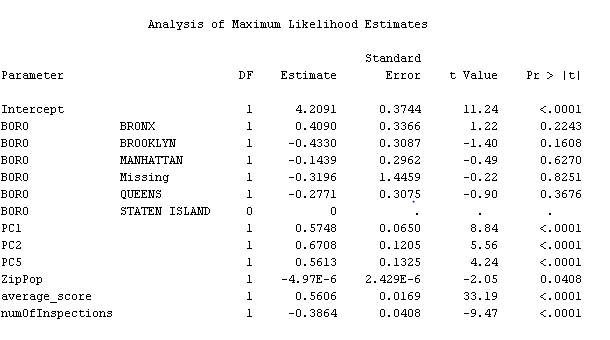 Analysis of Maximum Likelihood Estimates
Standard
Parameter DF Estimate Error t Value Pr > |t|
Intercept 1 4.2091 0.3744 11.24 <.0001
BORO BRONX 1 0.4090 0.3366 1.22 0.2243
BORO BROOKLYN 1 -0.4330 0.3087 -1.40 0.1608
BORO MANHATTAN 1 -0.1439 0.2962 -0.49 0.6270
BORO Missing 1 -0.3196 1.4459 -0.22 0.8251
BORO QUEENS 1 -0.2771 0.3075 -0.90 0.3676
BORO STATEN ISLAND 0 0 . . .
PC1 1 0.5748 0.0650 8.84 <.0001
PC2 1 0.6708 0.1205 5.56 <.0001
PC5 1 0.5613 0.1325 4.24 <.0001
ZipPop 1 -4.97E-6 2.429E-6 -2.05 0.0408
average_score 1 0.5606 0.0169 33.19 <.0001
numOfInspections 1 -0.3864 0.0408 -9.47 <.0001